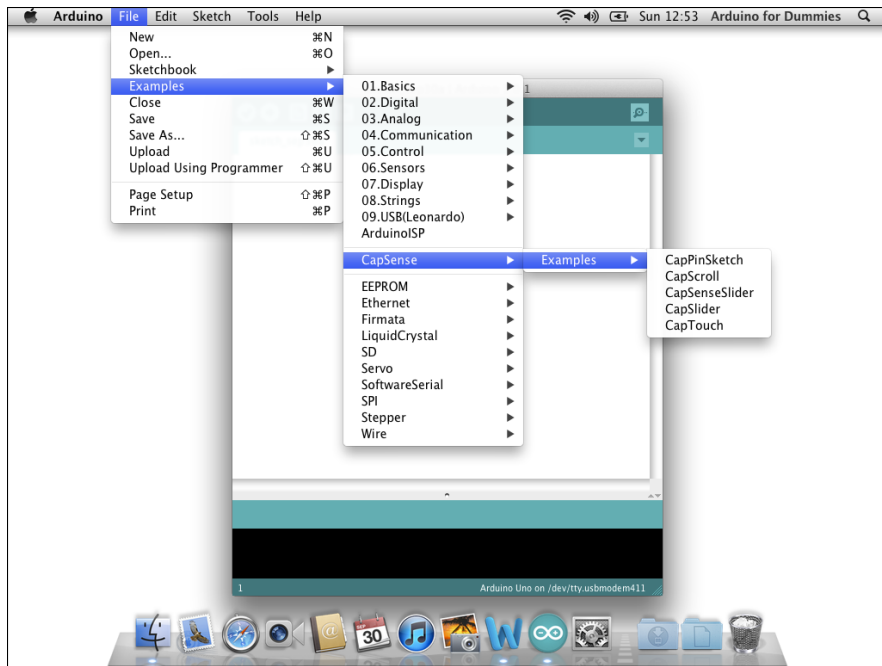 Arduino File Edit Sketch Tools Help Sun 12:53 Arduino for Dummies
New ⌘N
Open... ⌘O
Sketchbook
Examples
Close ⌘W
Save ⌘S
Save As... ⇧⌘S
Upload ⌘U
Upload Using Programmer ⇧⌘U
Page Setup ⇧⌘P
Print ⌘P
01.Basics
02.Digital
03.Analog
04.Communication
05.Control
06.Sensors
07.Display
08.Strings
09.USB(Leonardo)
ArduinoISP
CapSense
EEPROM
Ethernet
Firmata
LiquidCrystal
SD
Servo
SoftwareSerial
SPI
Stepper
Wire
Examples
CapPinSketch
CapScroll
CapSenseSlider
CapSlider
CapTouch
1
1 Arduino Uno on /dev/tty.usbmodem411
SEP
30